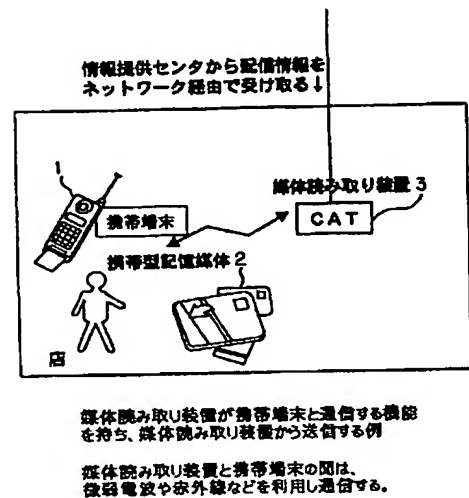 情報提供センタから配信情報を
ネットワーク経由で受け取る↓
1
媒体読み取り装置3
携帯端末
CAT
携帯型記憶媒体2
店
媒体読み取り装置が携帯端末と通信する機能
を持ち、媒体読み取り装置から送信する例
媒体読み取り装置と携帯端末の間は、
微弱電波や赤外線などを利用し通信する。